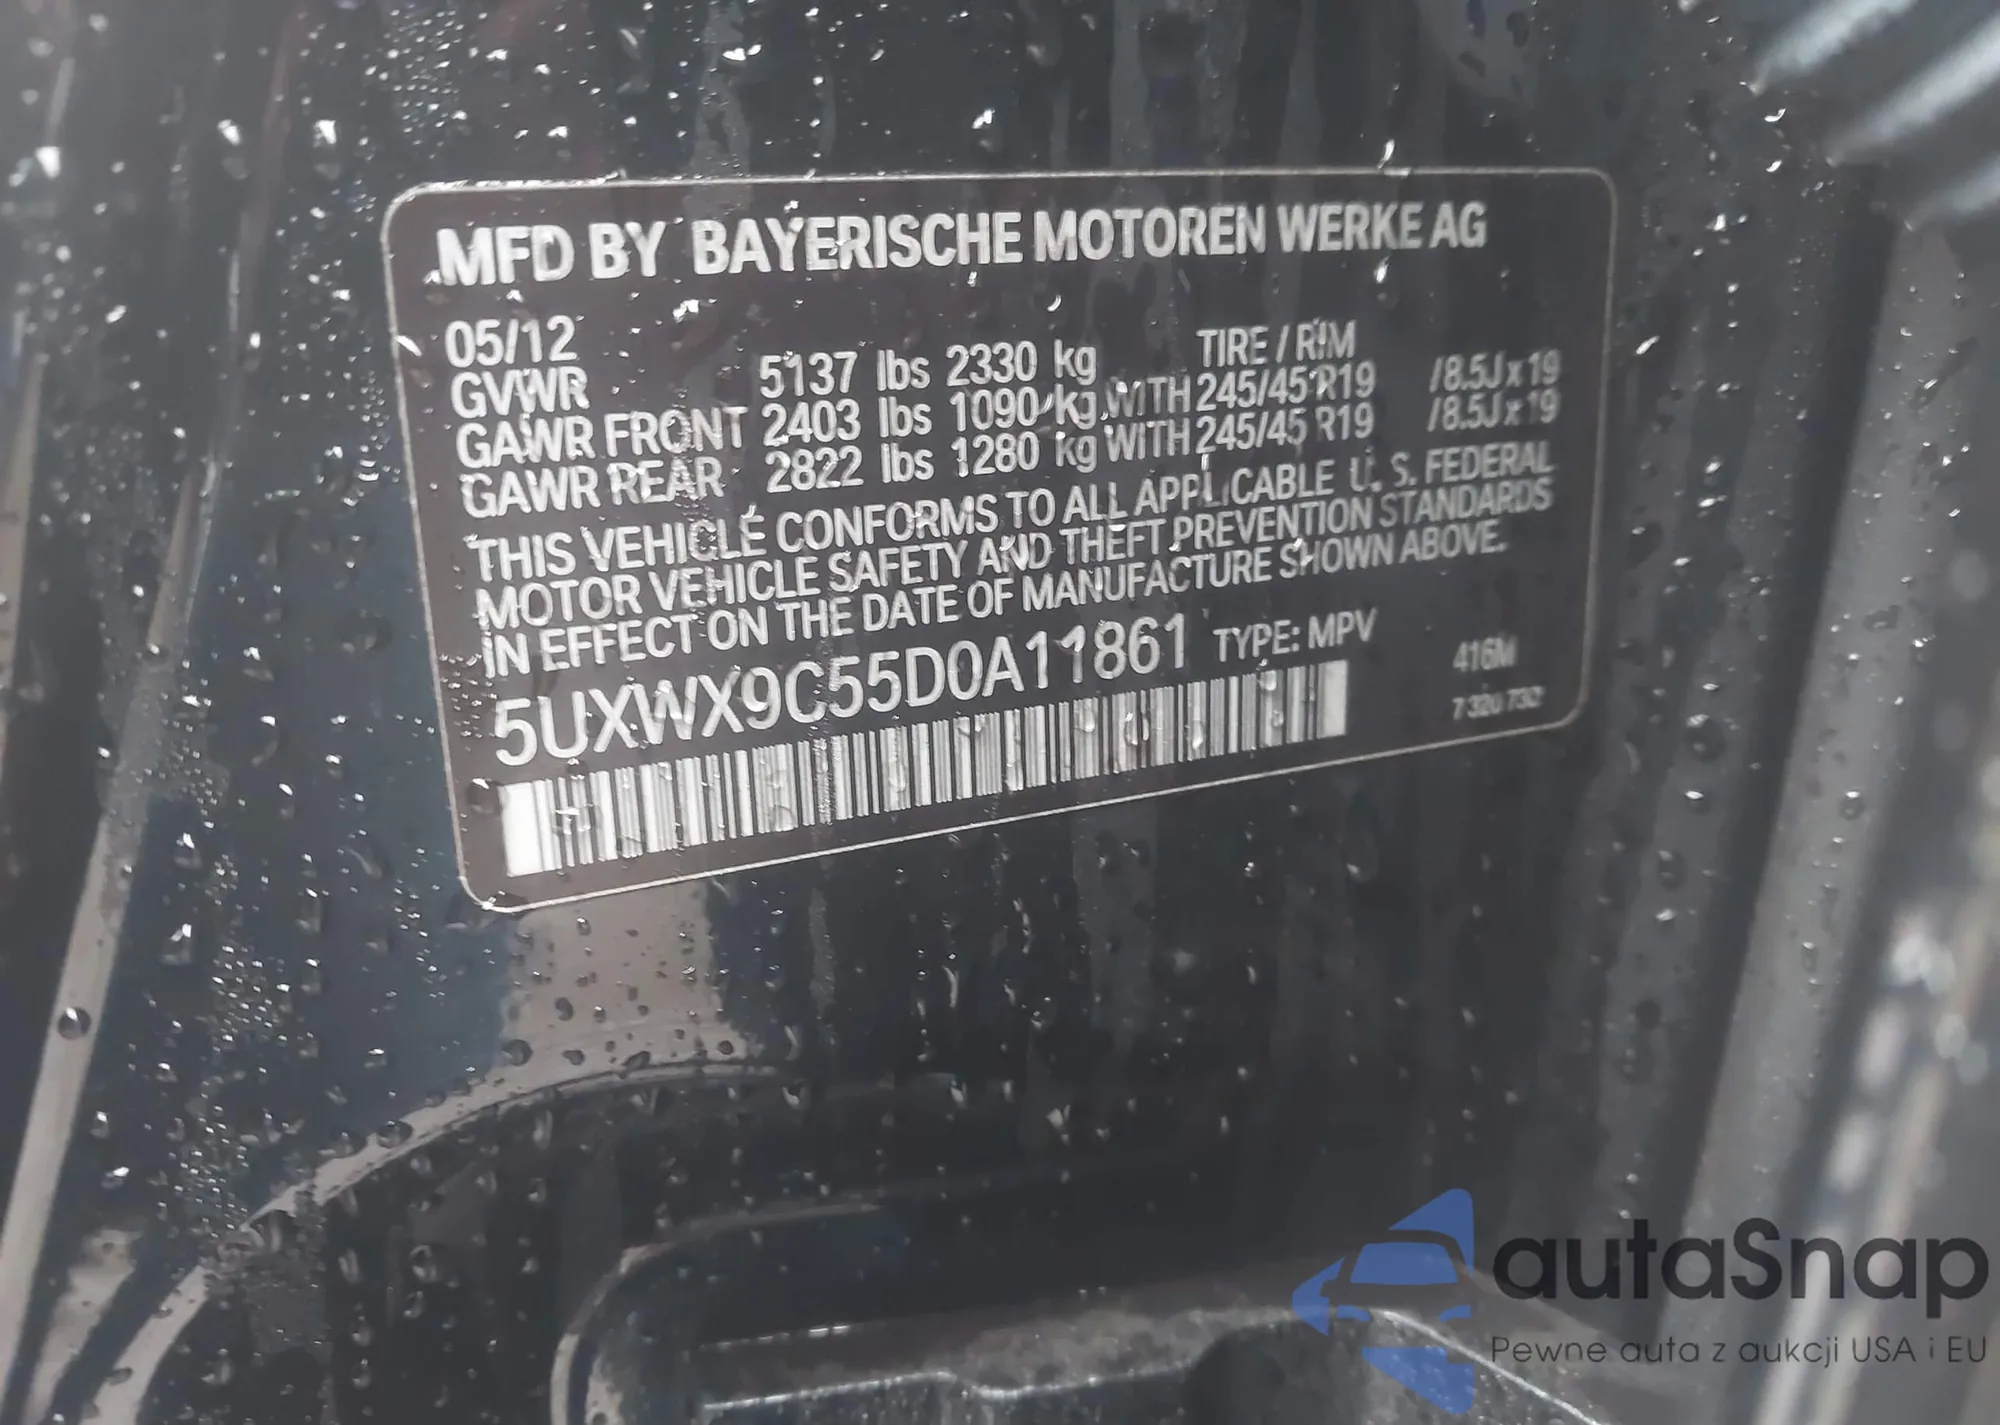 MFD BY BAYERISCHE MOTOREN WERKE AG
05/12 TIRE / RIM
GVWR 5137 lbs 2330 kg
GAWR FRONT 2403 lbs 1090 kg WITH 245/45 R19 /8.5J x 19
GAWR REAR 2822 lbs 1280 kg WITH 245/45 R19 /8.5J x 19
THIS VEHICLE CONFORMS TO ALL APPLICABLE U. S. FEDERAL
MOTOR VEHICLE SAFETY AND THEFT PREVENTION STANDARDS
IN EFFECT ON THE DATE OF MANUFACTURE SHOWN ABOVE.
5UXWX9C55D0A11861 TYPE: MPV 416M
7 320
autaSnap
Pewne auta z aukcji USA i EU